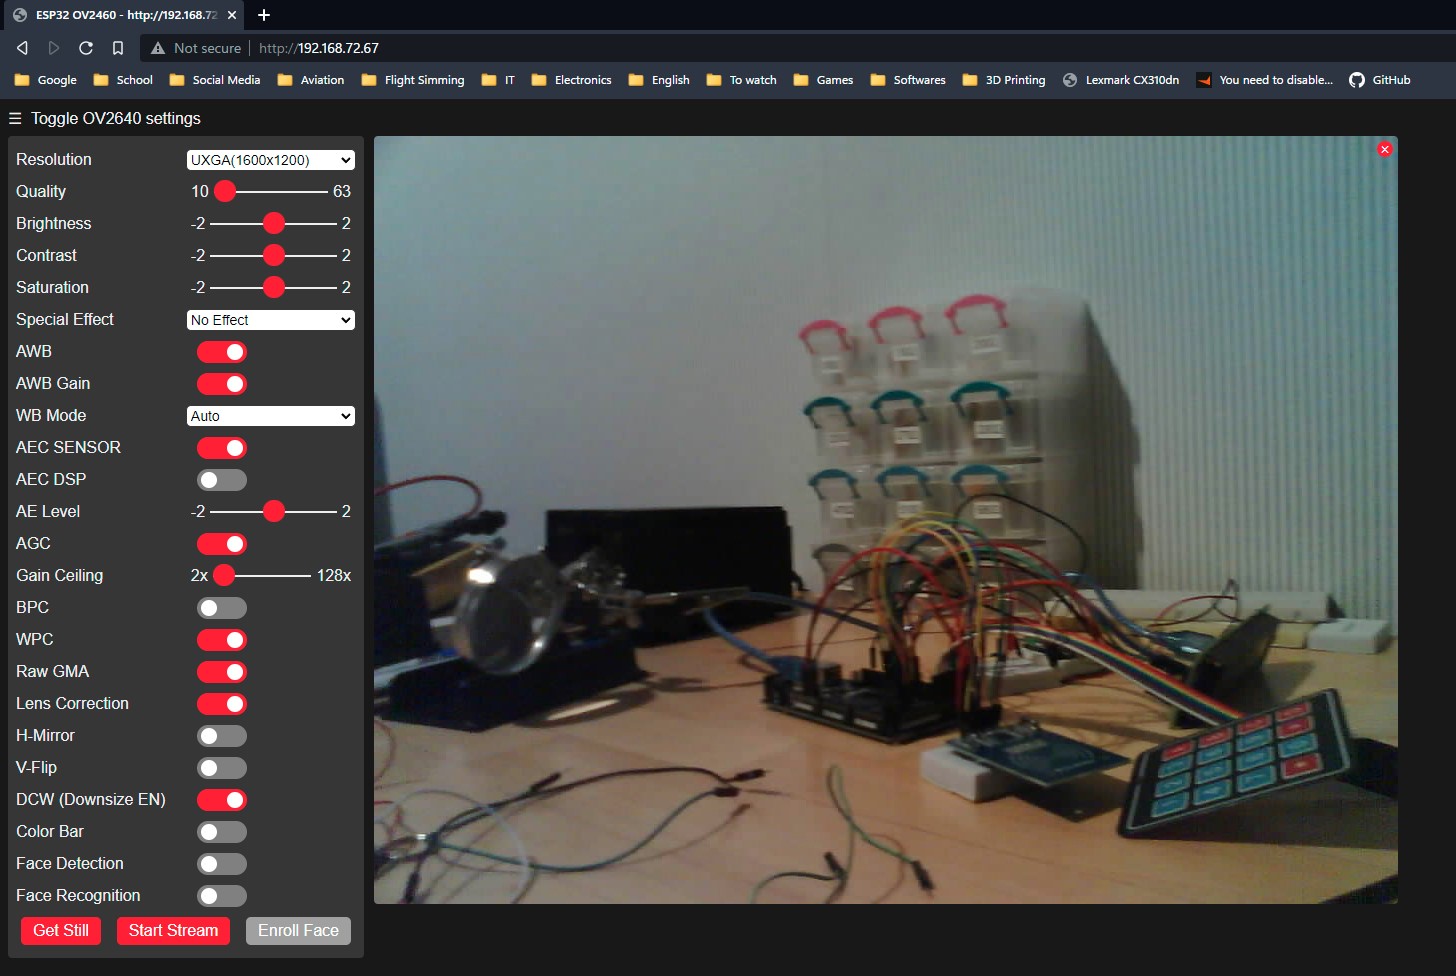 ESP32 OV2460 - http://192.168.72
Not secure http://192.168.72.67
Google School Social Media Aviation Flight Simming IT Electronics English To watch Games Softwares 3D Printing Lexmark CX310dn You need to disable... GitHub
☰ Toggle OV2640 settings
Resolution UXGA(1600x1200)
Quality 10 63
Brightness -2 2
Contrast -2 2
Saturation -2 2
Special Effect No Effect
AWB
AWB Gain
WB Mode Auto
AEC SENSOR
AEC DSP
AE Level -2 2
AGC
Gain Ceiling 2x 128x
BPC
WPC
Raw GMA
Lens Correction
H-Mirror
V-Flip
DCW (Downsize EN)
Color Bar
Face Detection
Face Recognition
Get Still Start Stream Enroll Face